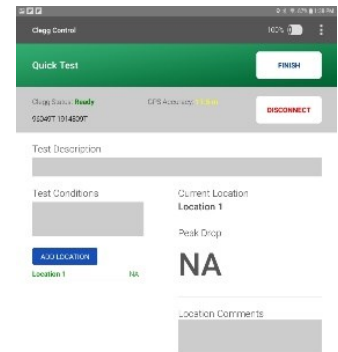 Clegg Control 100%
Quick Test FINISH
Clegg Status: Ready GPS Accuracy:
DISCONNECT
Test Description
Test Conditions Current Location
Location 1
Peak Drop
NA
ADD LOCATION
Location 1 NA
Location Comments